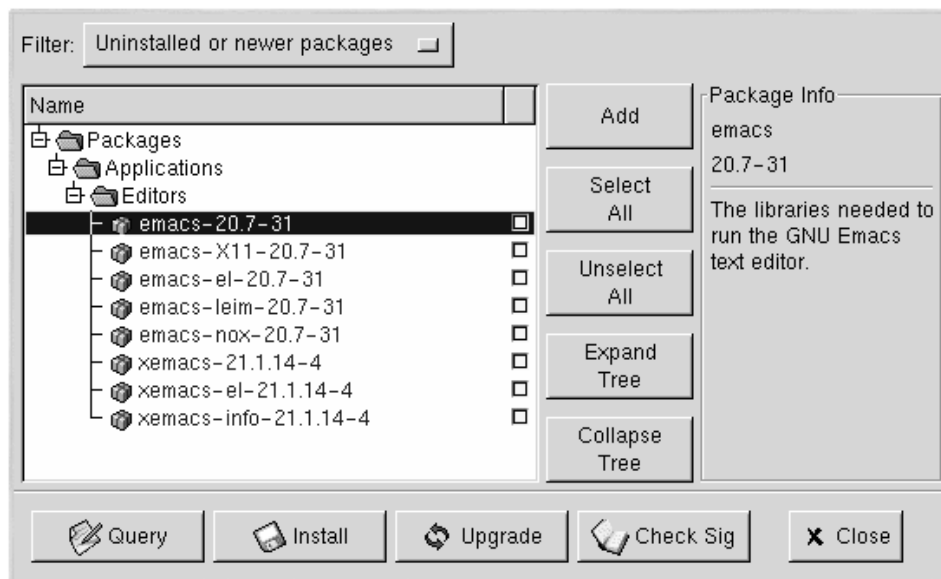 Filter: Uninstalled or newer packages
Name
Packages
Applications
Editors
emacs-20.7-31
emacs-X11-20.7-31
emacs-el-20.7-31
emacs-leim-20.7-31
emacs-nox-20.7-31
xemacs-21.1.14-4
xemacs-el-21.1.14-4
xemacs-info-21.1.14-4
Add
Select
All
Unselect
All
Expand
Tree
Collapse
Tree
Package Info
emacs
20.7-31
The libraries needed to
run the GNU Emacs
text editor.
Query
Install
Upgrade
Check Sig
Close